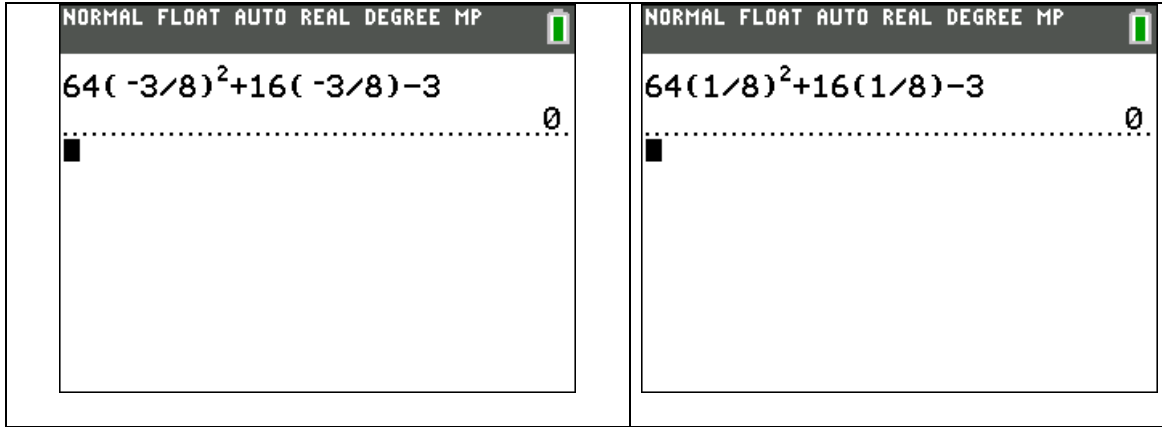 NORMAL FLOAT AUTO REAL DEGREE MP
64(⁻3/8)²+16(⁻3/8)−3
0
NORMAL FLOAT AUTO REAL DEGREE MP
64(1/8)²+16(1/8)−3
0